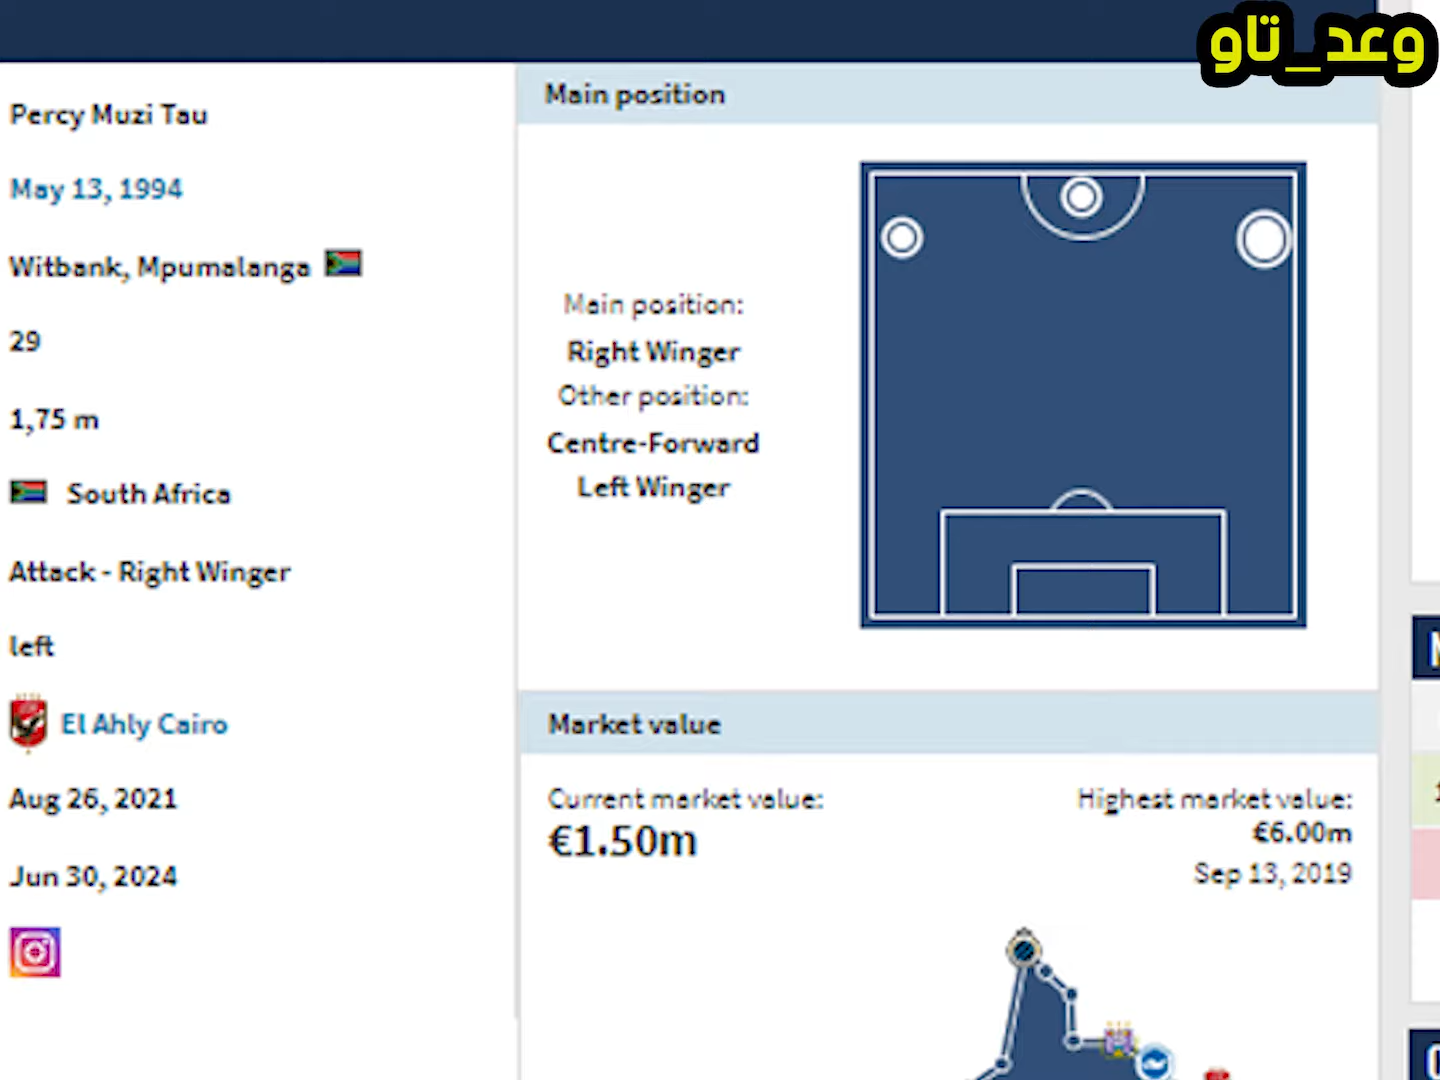 وعد_تاو
Percy Muzi Tau
May 13, 1994
Witbank, Mpumalanga
29
1,75 m
South Africa
Attack - Right Winger
left
El Ahly Cairo
Aug 26, 2021
Jun 30, 2024
Main position
Main position:
Right Winger
Other position:
Centre-Forward
Left Winger
Market value
Current market value:
€1.50m
Highest market value:
€6.00m
Sep 13, 2019